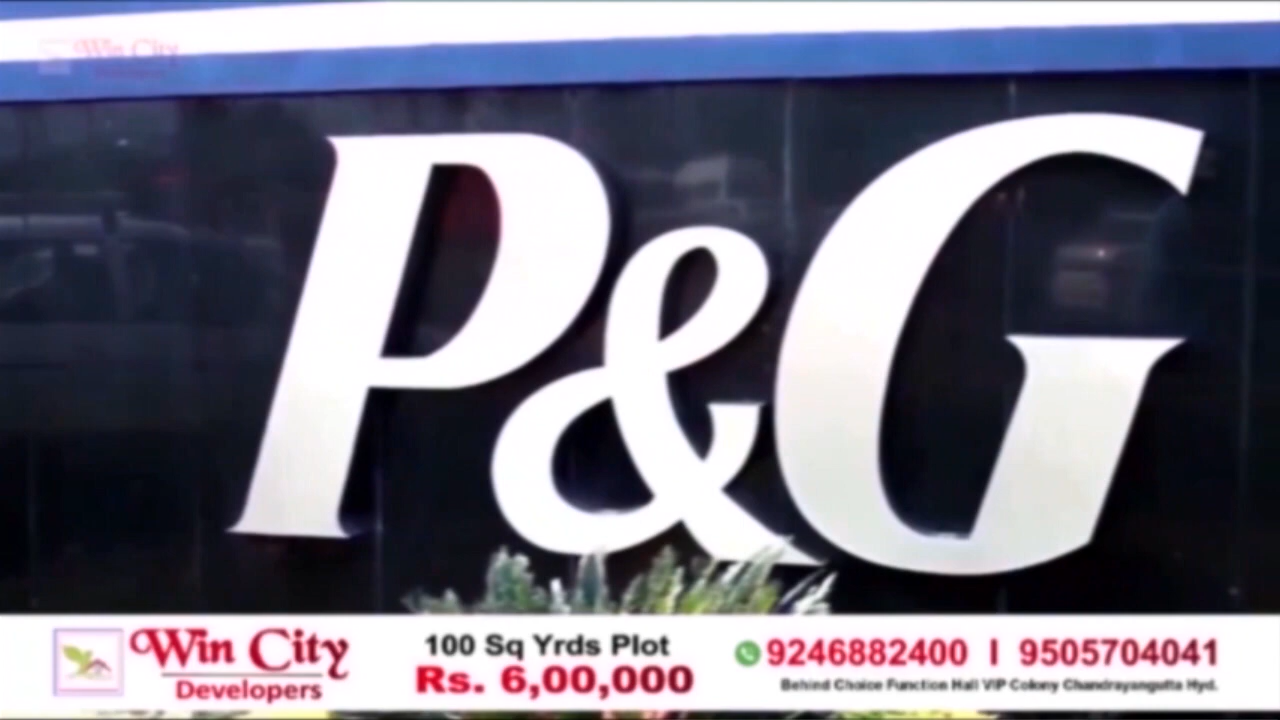 Win City
P&G
Win City
Developers
100 Sq Yrds Plot
Rs. 6,00,000
9246882400 | 9505704041
Behind Choice Function Hall VIP Colony Chandrayangutta Hyd.